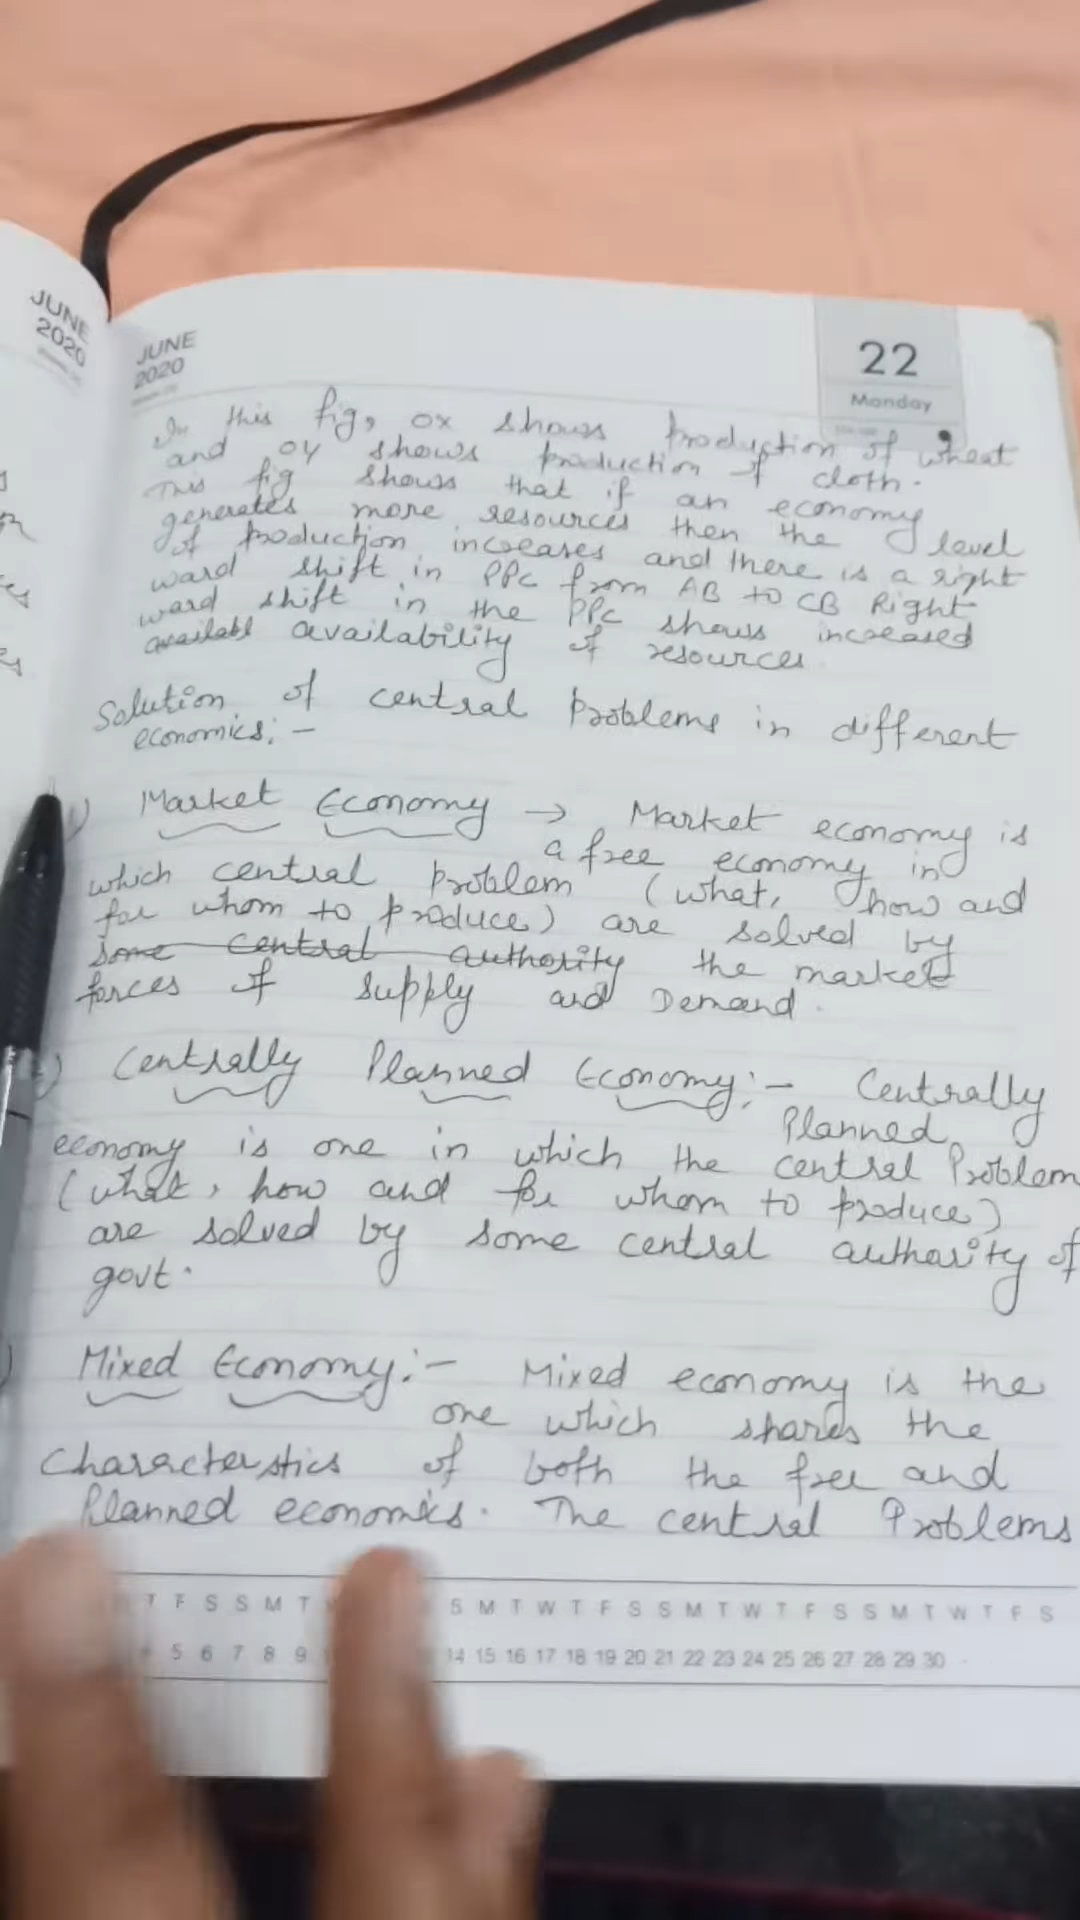 JUNE
2020
JUNE
2020
22
Monday
In this fig, ox shows production of wheat
and oy shows production of cloth.
This fig shows that if an economy
generates more resources then the level
of production increases and there is a right
ward shift in PPC from AB to CB Right
ward shift in the PPC shows increased
availabl availability of resources.
Solution of central problems in different
economics:-
1) Market Economy → Market economy is
a free economy in
which central problem (what, how and
for whom to produce) are solved by
some central authority the market
forces of supply and Demand.
) Centrally Planned Economy:- Centrally
Planned
economy is one in which the central Problem
(what, how and for whom to produce)
are solved by some central authority of
govt.
) Mixed Economy:- Mixed economy is the
one which shares the
Characteristics of both the free and
Planned economics. The central Problems
T F S S M T S M T W T F S S M T W T F S S M T W T F S
5 6 7 8 9 14 15 16 17 18 19 20 21 22 23 24 25 26 27 28 29 30